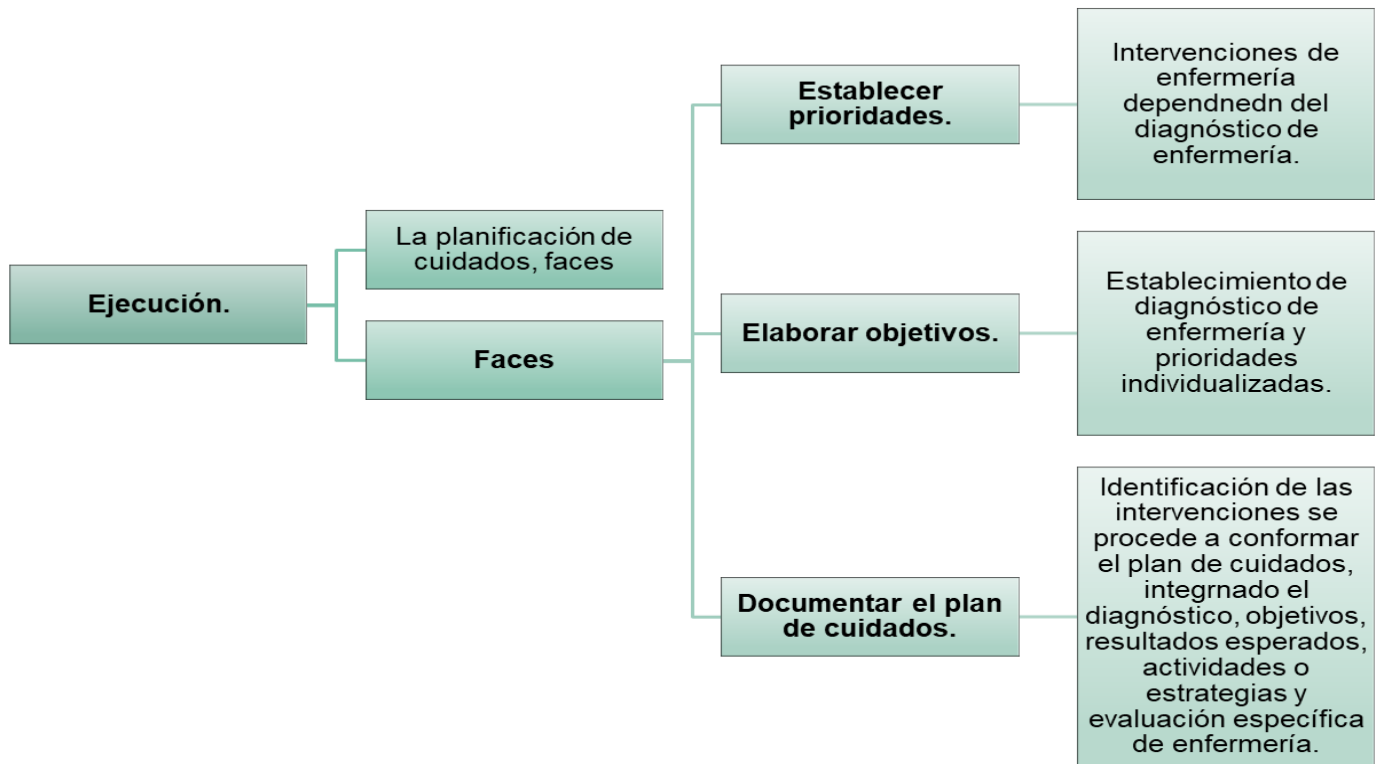 Ejecución.
La planificación de
cuidados, faces
Faces
Establecer
prioridades.
Intervenciones de
enfermería
dependnedn del
diagnóstico de
enfermería.
Elaborar objetivos.
Establecimiento de
diagnóstico de
enfermería y
prioridades
individualizadas.
Documentar el plan
de cuidados.
Identificación de las
intervenciones se
procede a conformar
el plan de cuidados,
integrnado el
diagnóstico, objetivos,
resultados esperados,
actividades o
estrategias y
evaluación específica
de enfermería.